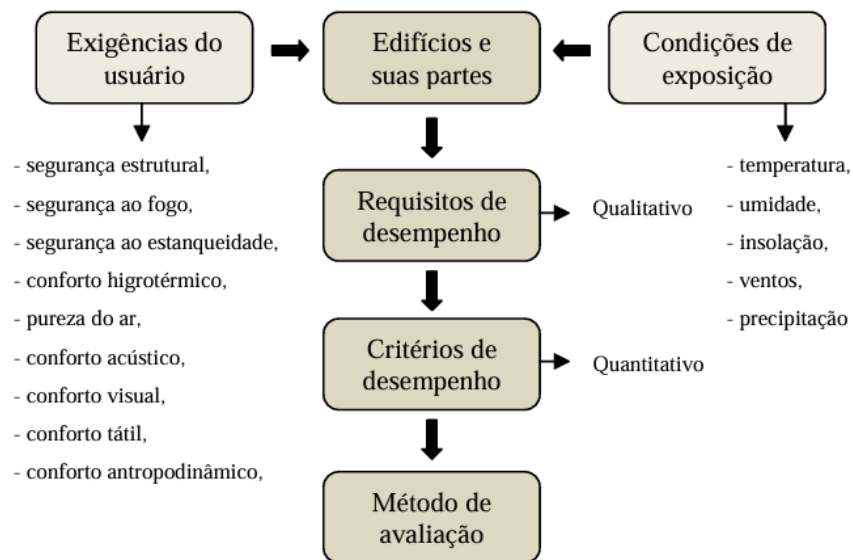 Exigências do
usuário
Edifícios e
suas partes
Condições de
exposição
- segurança estrutural,
- segurança ao fogo,
- segurança ao estanqueidade,
- conforto higrotérmico,
- pureza do ar,
- conforto acústico,
- conforto visual,
- conforto tátil,
- conforto antropodinâmico,
Requisitos de
desempenho
Qualitativo
Critérios de
desempenho
Quantitativo
Método de
avaliação
- temperatura,
- umidade,
- insolação,
- ventos,
- precipitação